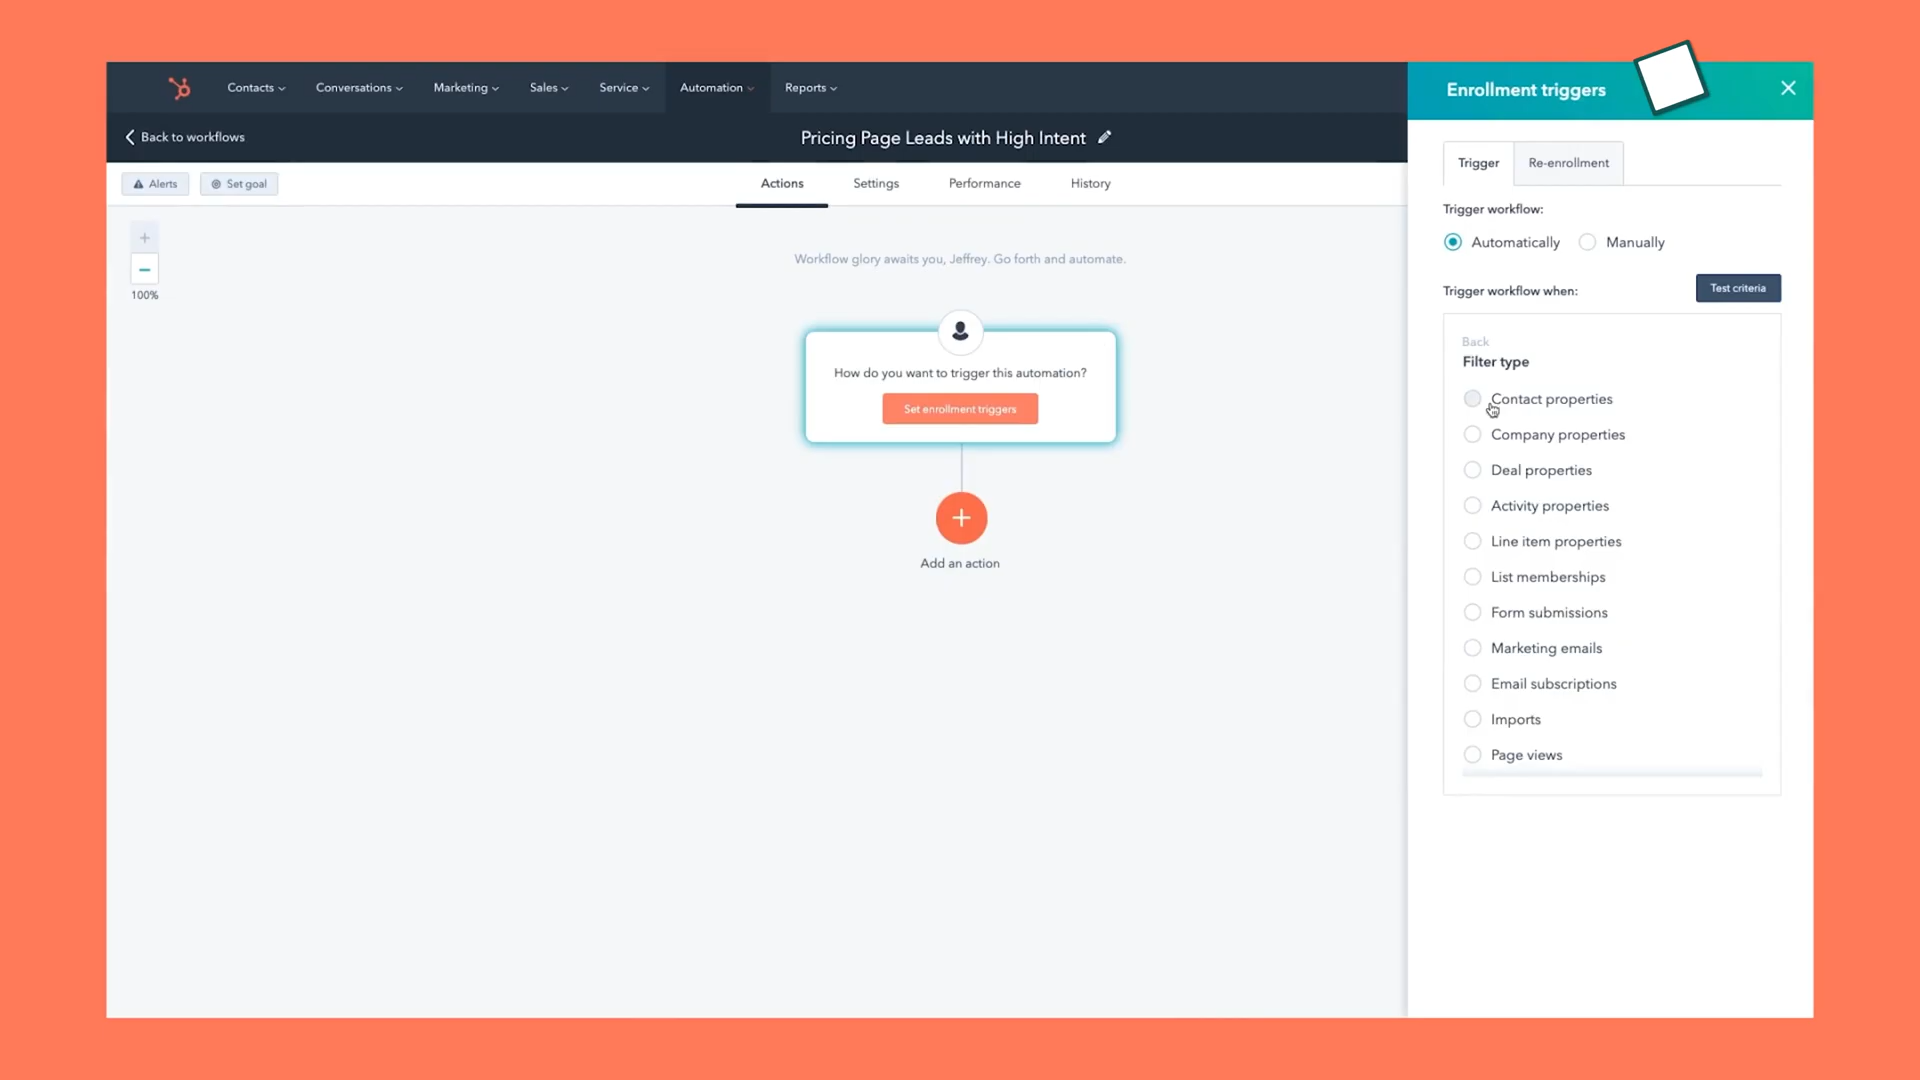 Contacts
Conversations
Marketing
Sales
Service
Automation
Reports
Back to workflows
Pricing Page Leads with High Intent
Alerts
Set goal
Actions
Settings
Performance
History
100%
Workflow glory awaits you, Jeffrey. Go forth and automate.
How do you want to trigger this automation?
Set enrollment triggers
Add an action
Enrollment triggers
Trigger
Re-enrollment
Trigger workflow:
Automatically
Manually
Trigger workflow when:
Test criteria
Back
Filter type
Contact properties
Company properties
Deal properties
Activity properties
Line item properties
List memberships
Form submissions
Marketing emails
Email subscriptions
Imports
Page views